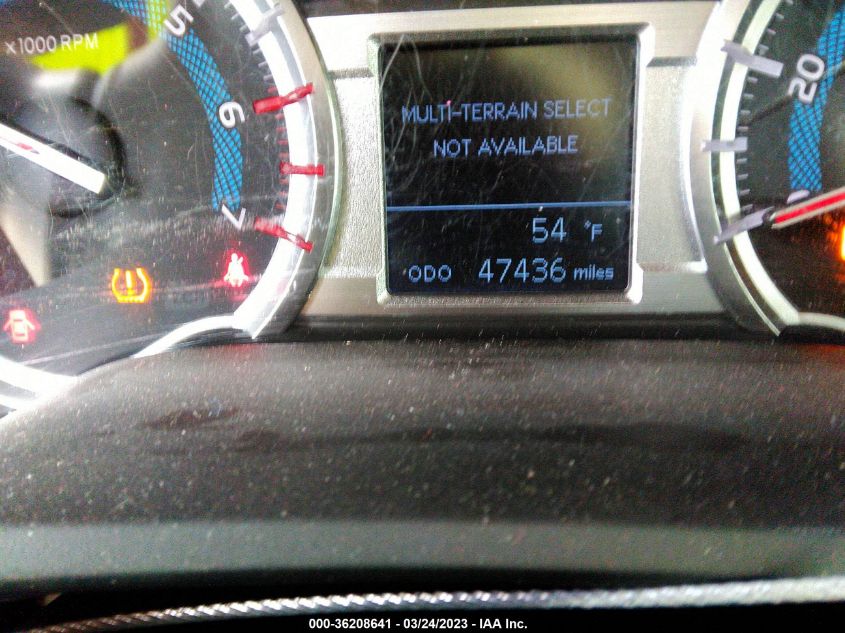 x1000 RPM
5
6
7
MULTI-TERRAIN SELECT
NOT AVAILABLE
54 °F
ODO 47436 miles
20
000-36208641 / 03/24/2023 - IAA Inc.